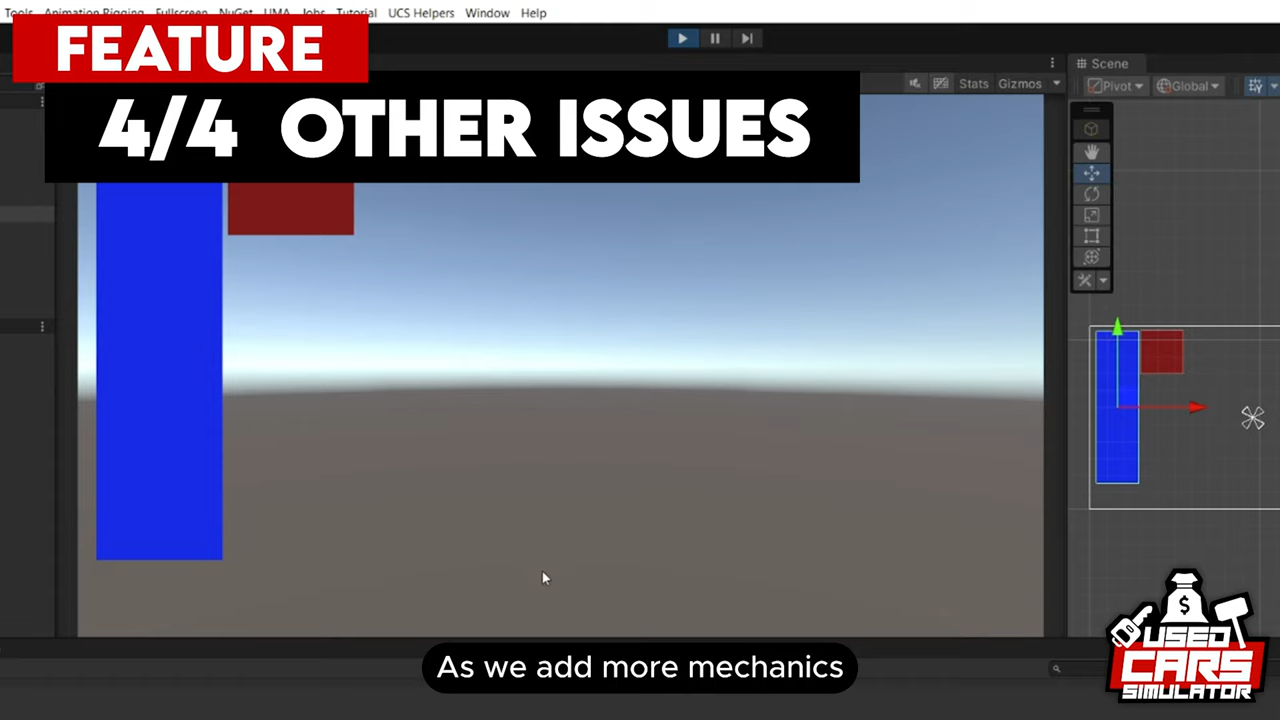 Tools Animation Rigging Fullscreen NuGet UMA Jobs Tutorial UCS Helpers Window Help
FEATURE
4/4 OTHER ISSUES
Stats Gizmos
Scene
Pivot Global
As we add more mechanics
USED
CARS
SIMULATOR